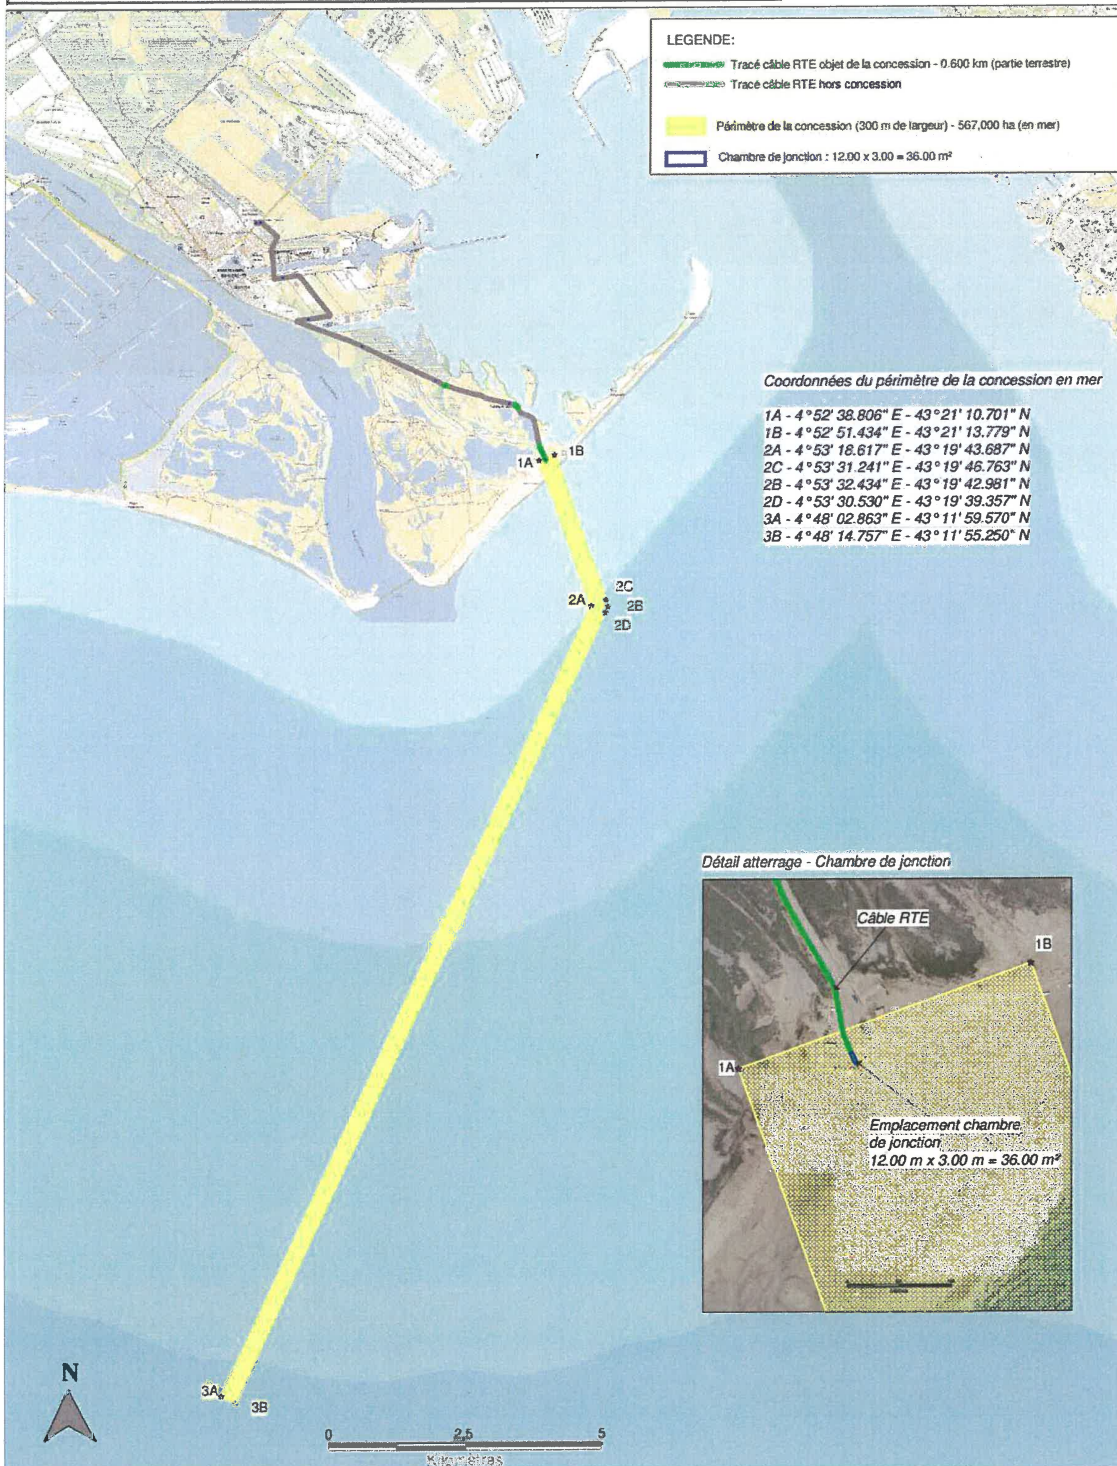 LEGENDE:
Tracé câble RTE objet de la concession - 0.600 km (partie terrestre)
Tracé câble RTE hors concession
Périmètre de la concession (300 m de largeur) - 567,000 ha (en mer)
Chambre de jonction : 12.00 x 3.00 = 36.00 m²
Coordonnées du périmètre de la concession en mer
1A - 4°52'38.806" E - 43°21'10.701" N
1B - 4°52'51.434" E - 43°21'13.779" N
2A - 4°53'18.617" E - 43°19'43.687" N
2C - 4°53'31.241" E - 43°19'46.763" N
2B - 4°53'32.434" E - 43°19'42.981" N
2D - 4°53'30.530" E - 43°19'39.357" N
3A - 4°48'02.863" E - 43°11'59.570" N
3B - 4°48'14.757" E - 43°11'55.250" N
1A
1B
2C
2A
2B
2D
Détail atterrage - Chambre de jonction
Câble RTE
1B
1A
Emplacement chambre
de jonction
12.00 m x 3.00 m = 36.00 m²
N
3A
3B
0 2,5 5
Kilomètres